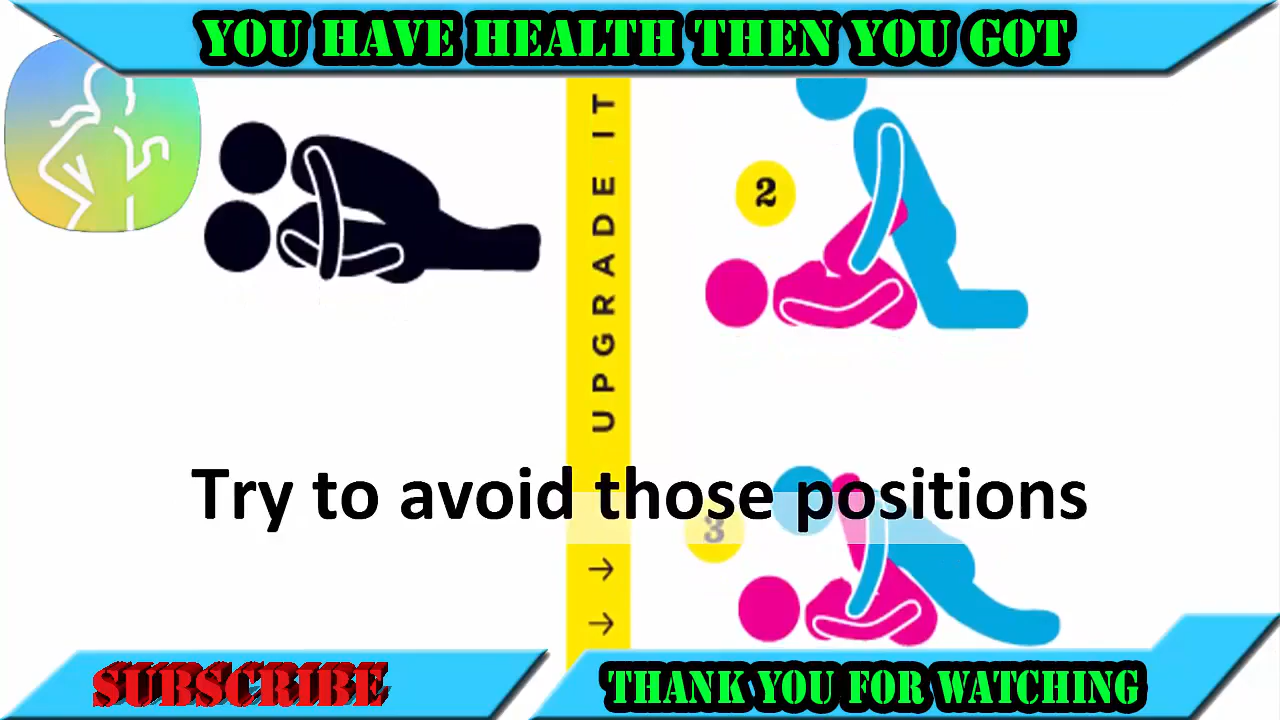 YOU HAVE HEALTH THEN YOU GOT
UPGRADE IT
2
Try to avoid those positions
3
→
→
SUBSCRIBE
THANK YOU FOR WATCHING